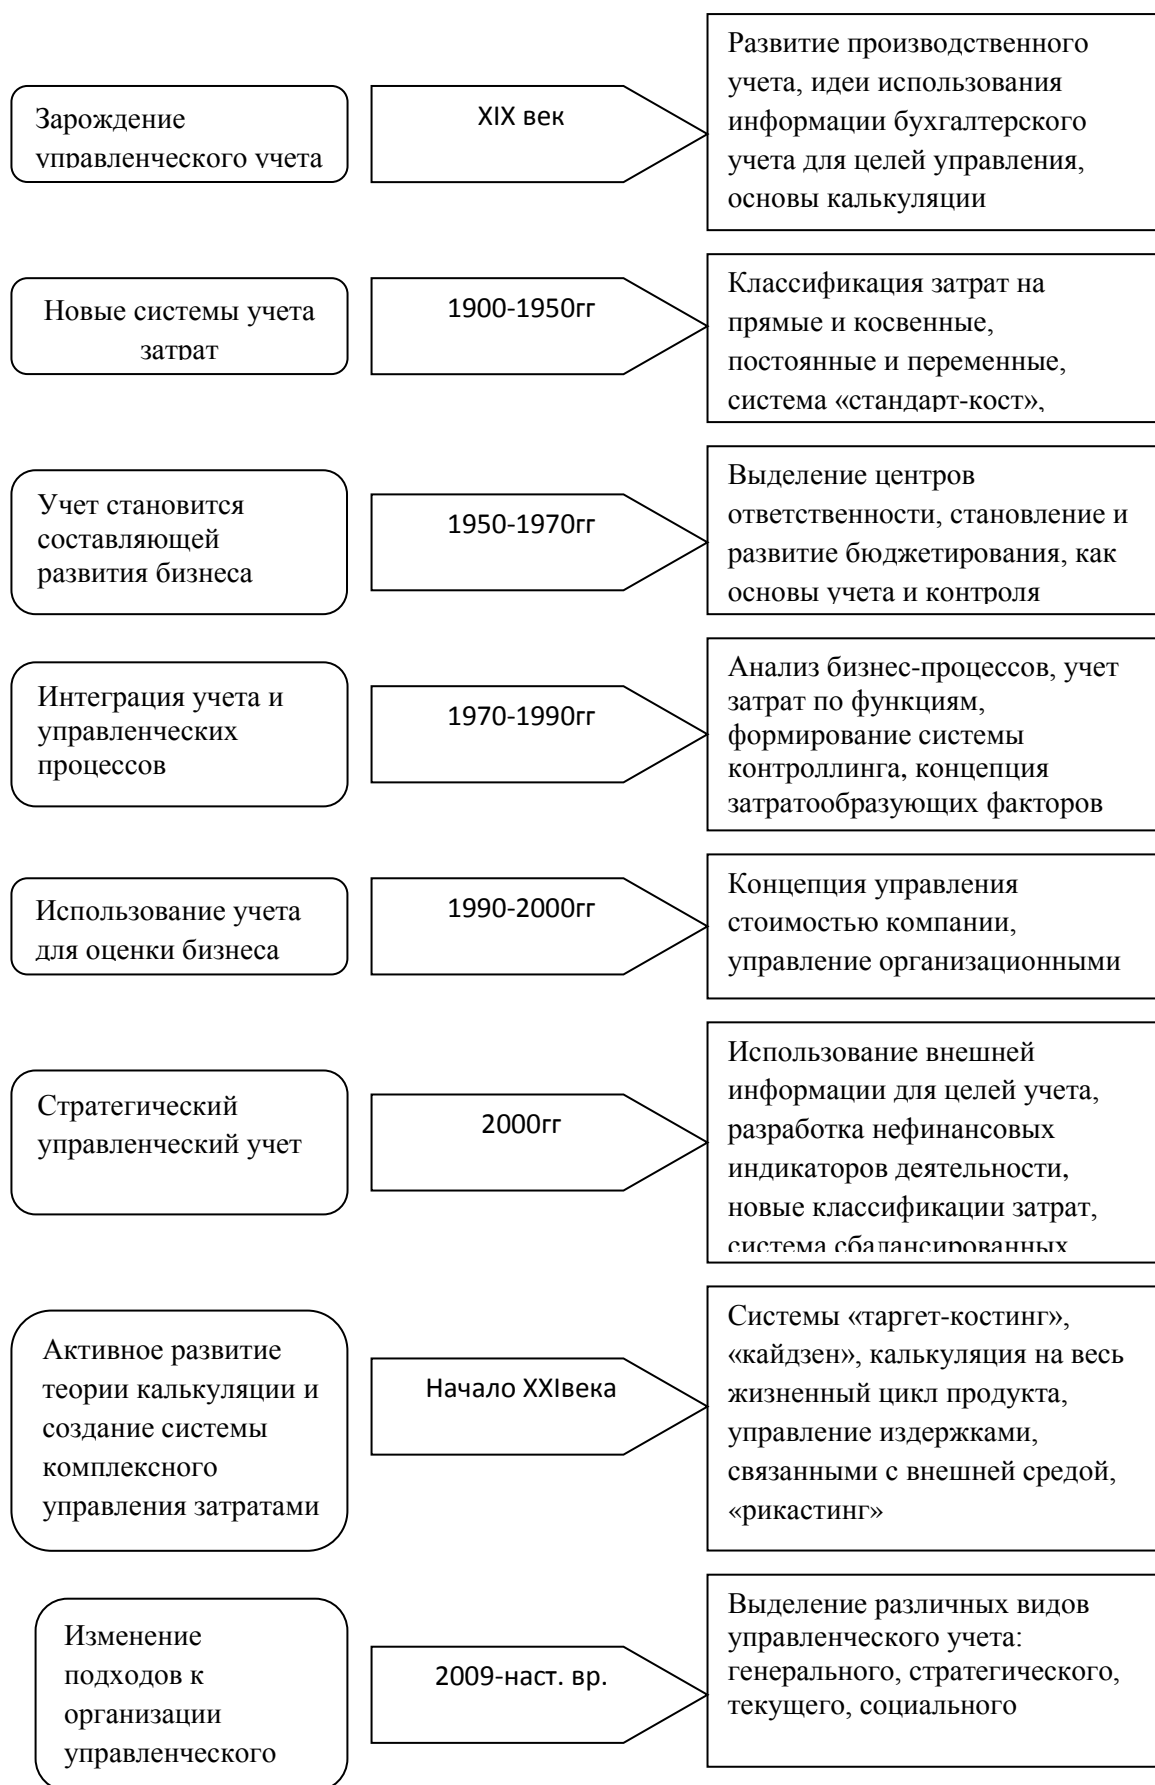 Зарождение
управленческого учета
XIX век
Развитие производственного
учета, идеи использования
информации бухгалтерского
учета для целей управления,
основы калькуляции
Новые системы учета
затрат
1900-1950гг
Классификация затрат на
прямые и косвенные,
постоянные и переменные,
система «стандарт-кост»,
Учет становится
составляющей
развития бизнеса
1950-1970гг
Выделение центров
ответственности, становление и
развитие бюджетирования, как
основы учета и контроля
Интеграция учета и
управленческих
процессов
1970-1990гг
Анализ бизнес-процессов, учет
затрат по функциям,
формирование системы
контроллинга, концепция
затратообразующих факторов
Использование учета
для оценки бизнеса
1990-2000гг
Концепция управления
стоимостью компании,
управление организационными
Стратегический
управленческий учет
2000гг
Использование внешней
информации для целей учета,
разработка нефинансовых
индикаторов деятельности,
новые классификации затрат,
система сбалансированных
Активное развитие
теории калькуляции и
создание системы
комплексного
управления затратами
Начало XXIвека
Системы «таргет-костинг»,
«кайдзен», калькуляция на весь
жизненный цикл продукта,
управление издержками,
связанными с внешней средой,
«рикастинг»
Изменение
подходов к
организации
управленческого
2009-наст. вр.
Выделение различных видов
управленческого учета:
генерального, стратегического,
текущего, социального